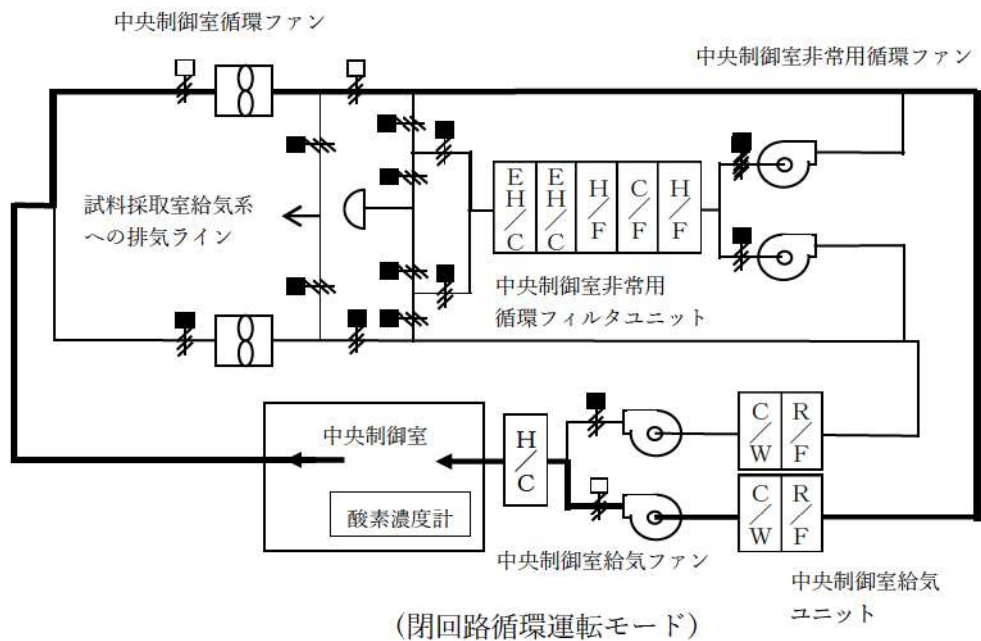 中央制御室循環ファン
中央制御室非常用循環ファン
試料採取室給気系
への排気ライン
EH/C
EH/C
H/F
C/F
H/F
中央制御室非常用
循環フィルタユニット
中央制御室
酸素濃度計
H/C
C/W
R/F
C/W
R/F
中央制御室給気ファン
中央制御室給気
ユニット
（閉回路循環運転モード）